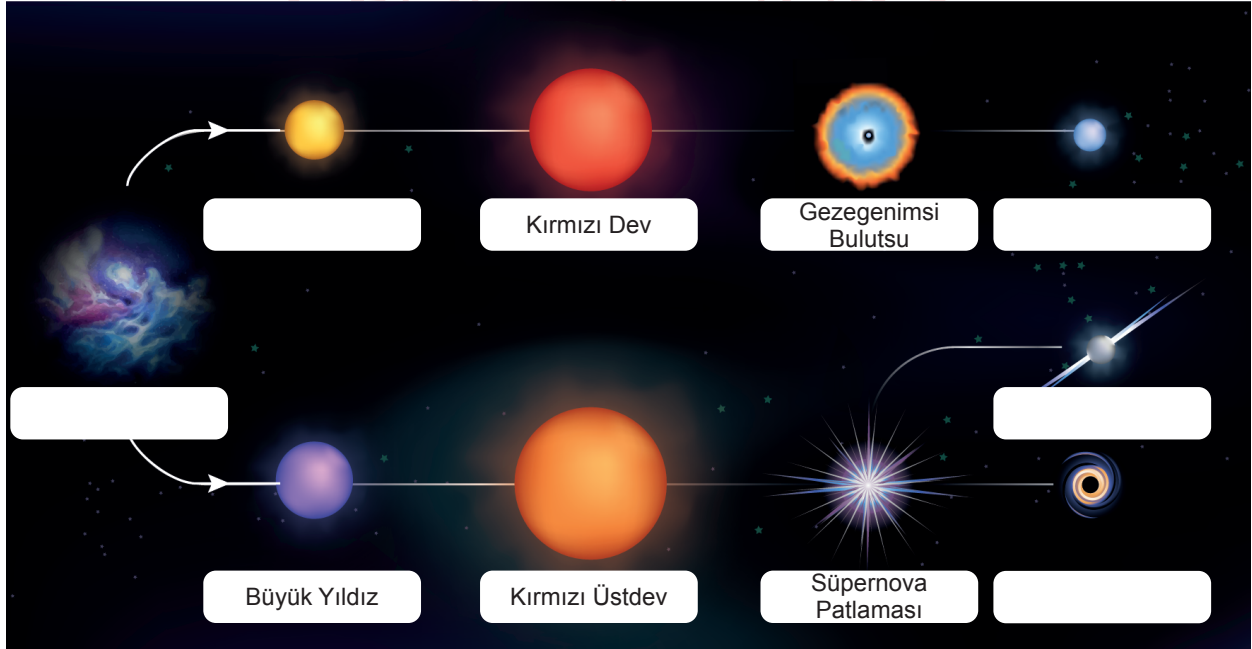 Kırmızı Dev
Gezegenimsi
Bulutsu
Büyük Yıldız
Kırmızı Üstdev
Süpernova
Patlaması